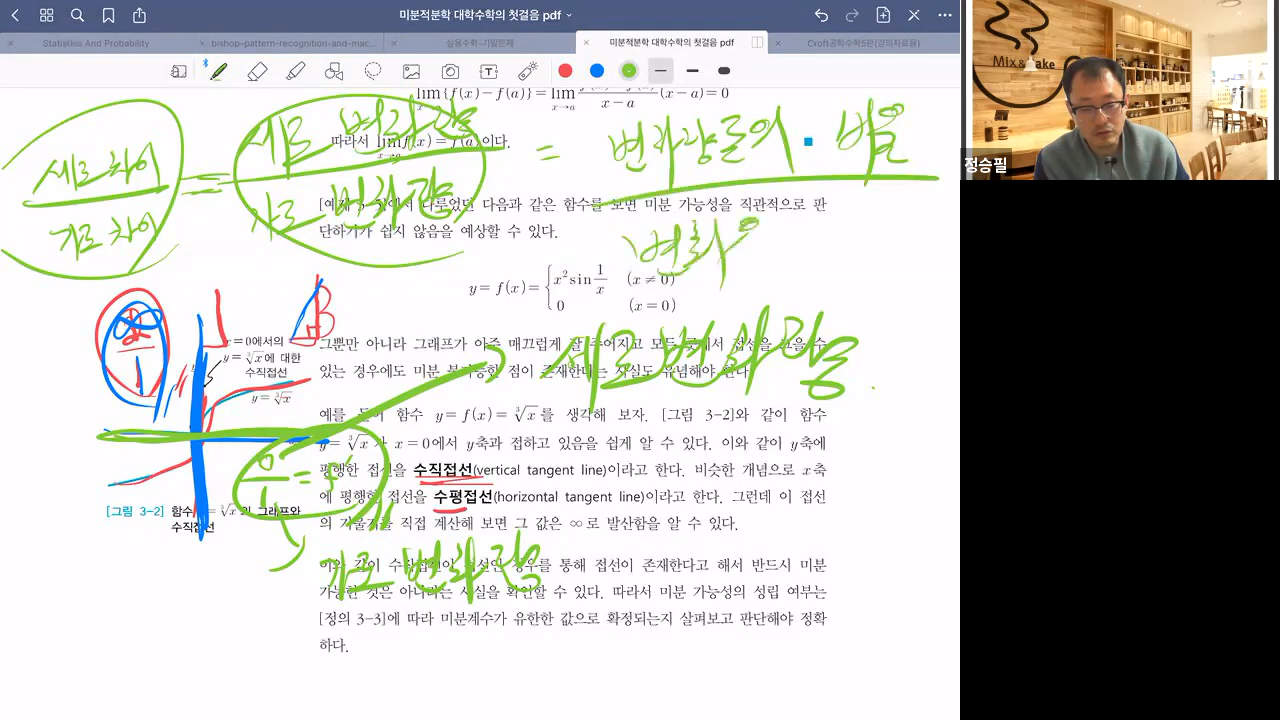 미분적분학 대학수학의 첫걸음 pdf
Statistics And Probability
bishop-pattern-recognition-and-mac...
실용수학-기말문제
미분적분학 대학수학의 첫걸음 pdf
Croft공학수학5판(강의자료용)
Mix&
정승필
lim{f(x)−f(a)}=lim (x−a)=0
x→a x−a
따라서 lim f(x)=f(a)이다.
세로 차이
가로 차이
=
세로 변화량
가로 변화량
= 변화량들의 · 비율
변화율
[예제 3-5]에서 다루었던 다음과 같은 함수를 보면 미분 가능성을 직관적으로 판
단하기가 쉽지 않음을 예상할 수 있다.
y=f(x)={x² sin 1/x (x≠0)
0 (x=0)
그뿐만 아니라 그래프가 아주 매끄럽게 잘 주어지고 모든 곳에서 접선을 그을 수
있는 경우에도 미분 불가능한 점이 존재한다는 사실도 유념해야 한다.
세로변화량
x=0에서의
y=∛x에 대한
수직접선
y=∛x
예를 들어 함수 y=f(x)=∛x를 생각해 보자. [그림 3-2]와 같이 함수
y=∛x가 x=0에서 y축과 접하고 있음을 쉽게 알 수 있다. 이와 같이 y축에
평행한 접선을 수직접선(vertical tangent line)이라고 한다. 비슷한 개념으로 x축
에 평행한 접선을 수평접선(horizontal tangent line)이라고 한다. 그런데 이 접선
의 기울기를 직접 계산해 보면 그 값은 ∞로 발산함을 알 수 있다.
[그림 3-2] 함수 y=∛x의 그래프와
수직접선
가로 변화량
이와 같이 수직접선인 경우를 통해 접선이 존재한다고 해서 반드시 미분
가능한 것은 아니라는 사실을 확인할 수 있다. 따라서 미분 가능성의 성립 여부는
[정의 3-3]에 따라 미분계수가 유한한 값으로 확정되는지 살펴보고 판단해야 정확
하다.